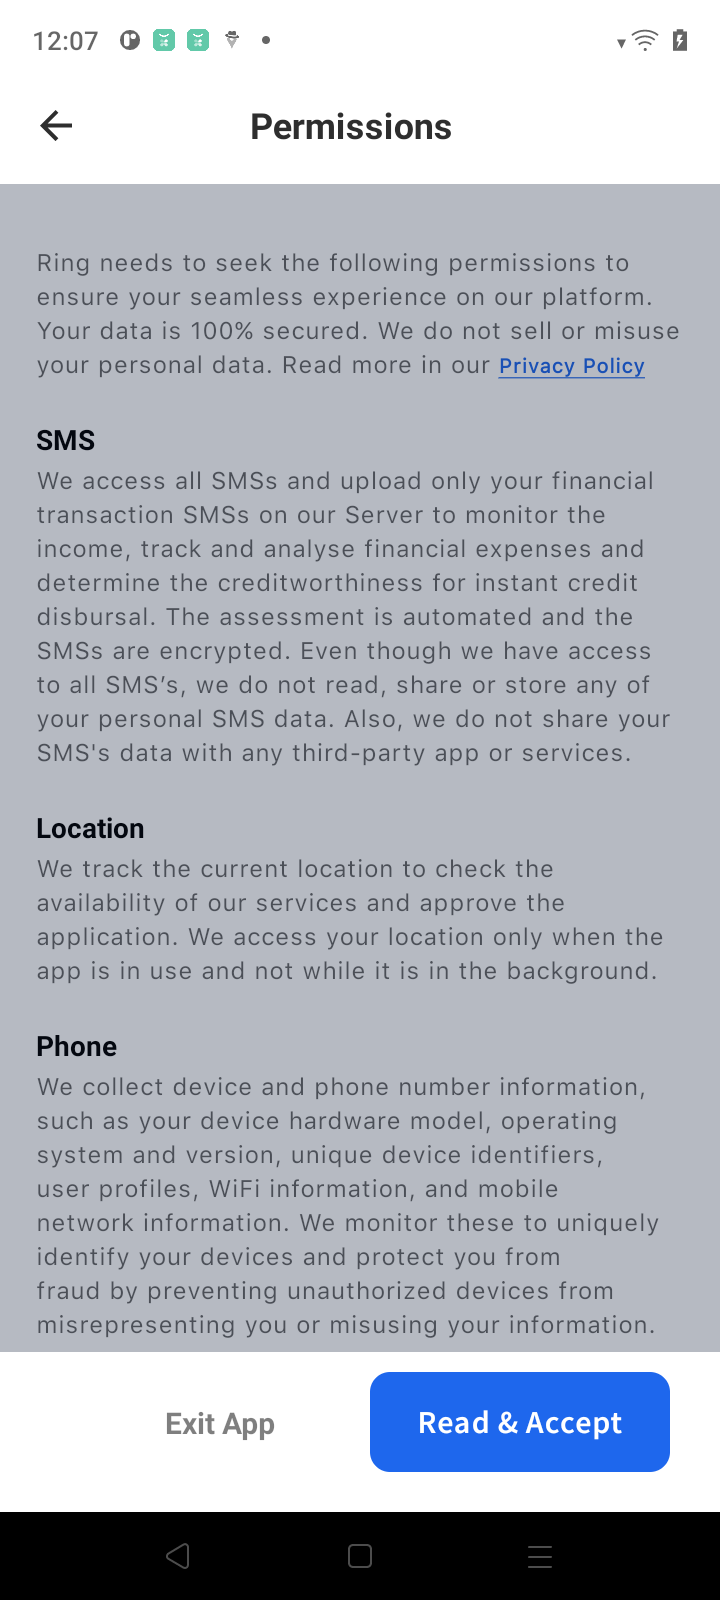 12:07
Permissions
Ring needs to seek the following permissions to
ensure your seamless experience on our platform.
Your data is 100% secured. We do not sell or misuse
your personal data. Read more in our Privacy Policy
SMS
We access all SMSs and upload only your financial
transaction SMSs on our Server to monitor the
income, track and analyse financial expenses and
determine the creditworthiness for instant credit
disbursal. The assessment is automated and the
SMSs are encrypted. Even though we have access
to all SMS’s, we do not read, share or store any of
your personal SMS data. Also, we do not share your
SMS's data with any third-party app or services.
Location
We track the current location to check the
availability of our services and approve the
application. We access your location only when the
app is in use and not while it is in the background.
Phone
We collect device and phone number information,
such as your device hardware model, operating
system and version, unique device identifiers,
user profiles, WiFi information, and mobile
network information. We monitor these to uniquely
identify your devices and protect you from
fraud by preventing unauthorized devices from
misrepresenting you or misusing your information.
Exit App
Read & Accept